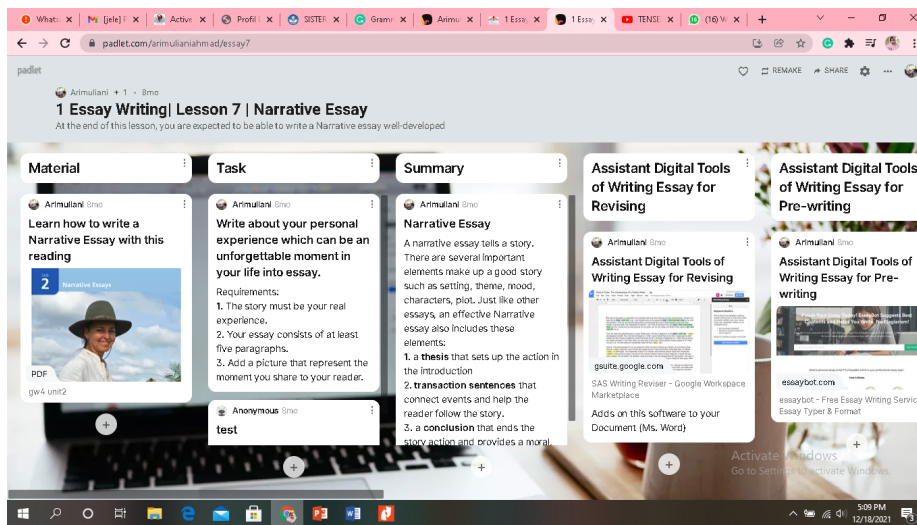 Whats
[jele] F
Active
Profil
SISTER
Gramm
Arimul
1 Essay
1 Essay
TENSE
(16) W
padlet.com/arimulianiahmad/essay7
padlet
REMAKE
SHARE
Arimuliani + 1 · 8mo
1 Essay Writing| Lesson 7 | Narrative Essay
At the end of this lesson, you are expected to be able to write a Narrative essay well-developed
Material
Arimuliani 8mo
Learn how to write a
Narrative Essay with this
reading
2
Narrative Essays
PDF
gw4 unit2
Task
Arimuliani 8mo
Write about your personal
experience which can be an
unforgettable moment in
your life into essay.
Requirements:
1. The story must be your real
experience.
2. Your essay consists of at least
five paragraphs.
3. Add a picture that represent the
moment you share to your reader.
Anonymous 8mo
test
Summary
Arimuliani 8mo
Narrative Essay
A narrative essay tells a story.
There are several important
elements make up a good story
such as setting, theme, mood,
characters, plot. Just like other
essays, an effective Narrative
essay also includes these
elements:
1. a thesis that sets up the action in
the introduction
2. transaction sentences that
connect events and help the
reader follow the story.
3. a conclusion that ends the
story action and provides a moral,
Assistant Digital Tools
of Writing Essay for
Revising
Arimuliani 8mo
Assistant Digital Tools of
Writing Essay for Revising
gsuite.google.com
SAS Writing Reviser - Google Workspace
Marketplace
Adds on this software to your
Document (Ms. Word)
Assistant Digital Tools
of Writing Essay for
Pre-writing
Arimuliani 8mo
Assistant Digital Tools of
Writing Essay for Pre-
writing
essaybot.com
essaybot - Free Essay Writing Servic
Essay Typer & Format
Activate Windows
Go to Settings to activate Windows.
5:09 PM
12/18/2021